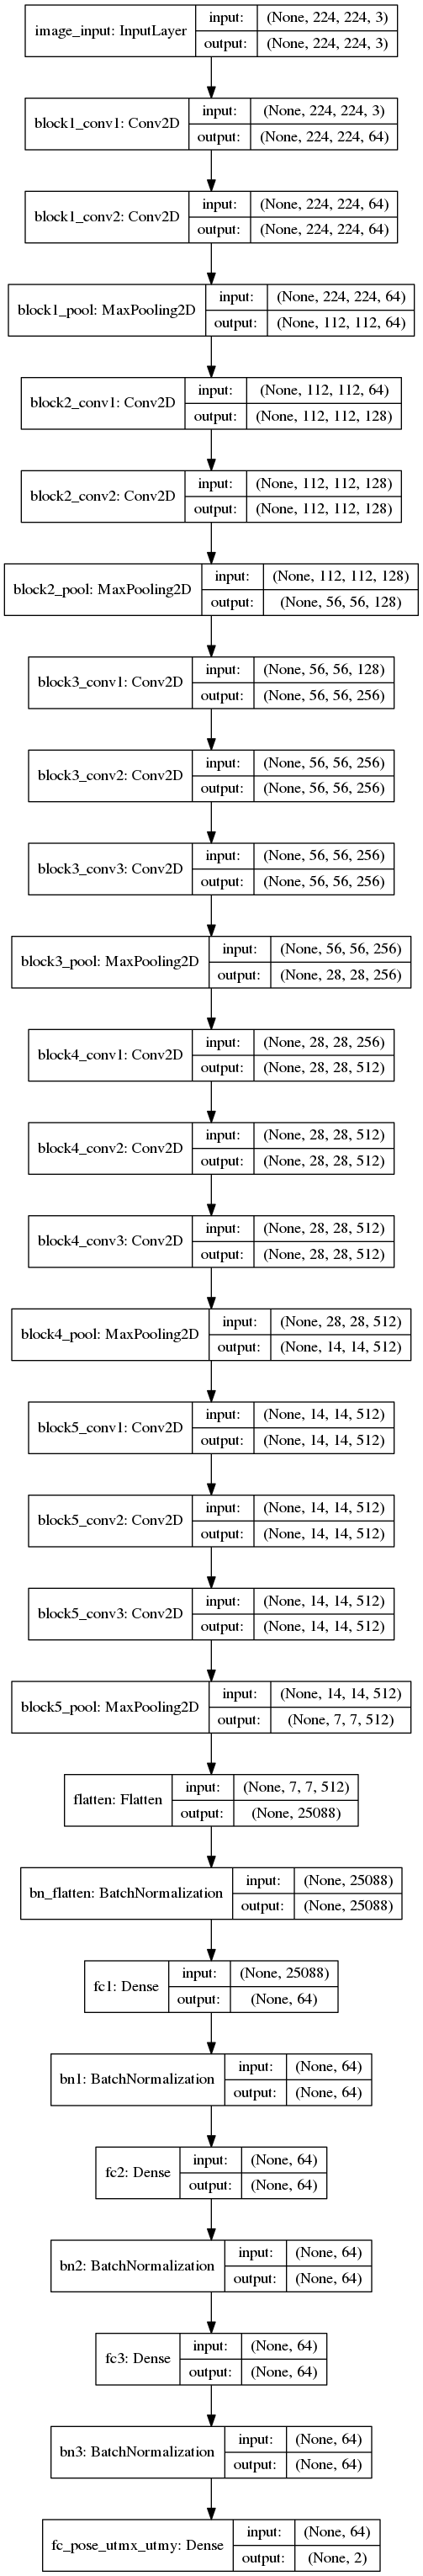 image_input: InputLayer
input: (None, 224, 224, 3)
output: (None, 224, 224, 3)
block1_conv1: Conv2D
input: (None, 224, 224, 3)
output: (None, 224, 224, 64)
block1_conv2: Conv2D
input: (None, 224, 224, 64)
output: (None, 224, 224, 64)
block1_pool: MaxPooling2D
input: (None, 224, 224, 64)
output: (None, 112, 112, 64)
block2_conv1: Conv2D
input: (None, 112, 112, 64)
output: (None, 112, 112, 128)
block2_conv2: Conv2D
input: (None, 112, 112, 128)
output: (None, 112, 112, 128)
block2_pool: MaxPooling2D
input: (None, 112, 112, 128)
output: (None, 56, 56, 128)
block3_conv1: Conv2D
input: (None, 56, 56, 128)
output: (None, 56, 56, 256)
block3_conv2: Conv2D
input: (None, 56, 56, 256)
output: (None, 56, 56, 256)
block3_conv3: Conv2D
input: (None, 56, 56, 256)
output: (None, 56, 56, 256)
block3_pool: MaxPooling2D
input: (None, 56, 56, 256)
output: (None, 28, 28, 256)
block4_conv1: Conv2D
input: (None, 28, 28, 256)
output: (None, 28, 28, 512)
block4_conv2: Conv2D
input: (None, 28, 28, 512)
output: (None, 28, 28, 512)
block4_conv3: Conv2D
input: (None, 28, 28, 512)
output: (None, 28, 28, 512)
block4_pool: MaxPooling2D
input: (None, 28, 28, 512)
output: (None, 14, 14, 512)
block5_conv1: Conv2D
input: (None, 14, 14, 512)
output: (None, 14, 14, 512)
block5_conv2: Conv2D
input: (None, 14, 14, 512)
output: (None, 14, 14, 512)
block5_conv3: Conv2D
input: (None, 14, 14, 512)
output: (None, 14, 14, 512)
block5_pool: MaxPooling2D
input: (None, 14, 14, 512)
output: (None, 7, 7, 512)
flatten: Flatten
input: (None, 7, 7, 512)
output: (None, 25088)
bn_flatten: BatchNormalization
input: (None, 25088)
output: (None, 25088)
fc1: Dense
input: (None, 25088)
output: (None, 64)
bn1: BatchNormalization
input: (None, 64)
output: (None, 64)
fc2: Dense
input: (None, 64)
output: (None, 64)
bn2: BatchNormalization
input: (None, 64)
output: (None, 64)
fc3: Dense
input: (None, 64)
output: (None, 64)
bn3: BatchNormalization
input: (None, 64)
output: (None, 64)
fc_pose_utmx_utmy: Dense
input: (None, 64)
output: (None, 2)